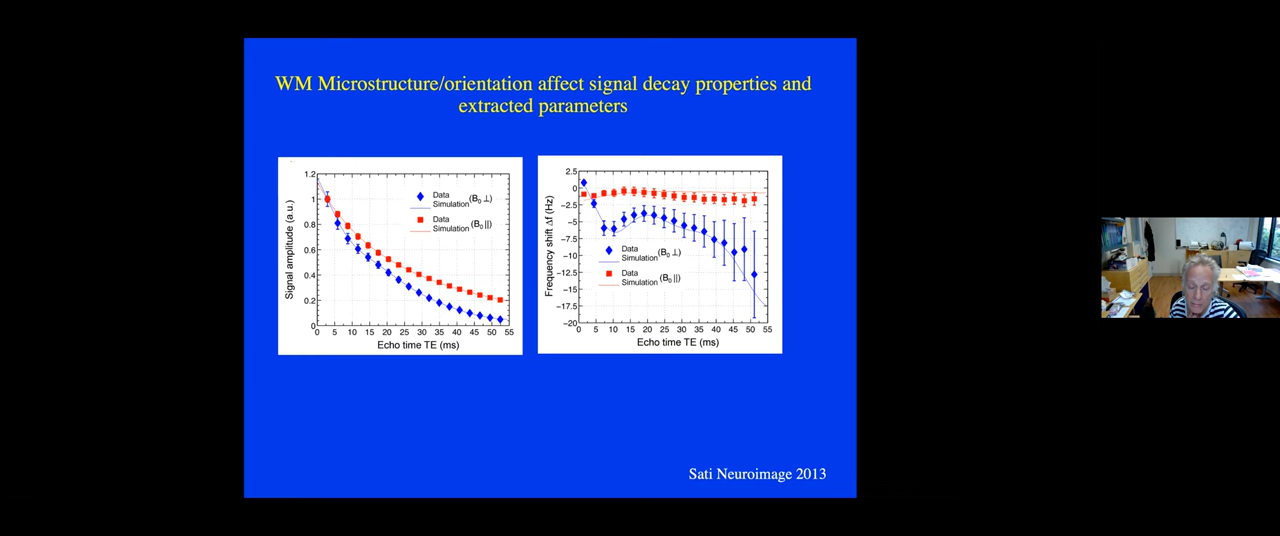 WM Microstructure/orientation affect signal decay properties and
extracted parameters
1.2
1
0.8
0.6
0.4
0.2
0
Signal amplitude (a.u.)
Data
Simulation (B₀ ⊥)
Data
Simulation (B₀ ||)
0 5 10 15 20 25 30 35 40 45 50 55
Echo time TE (ms)
2.5
0
−2.5
−5
−7.5
−10
−12.5
−15
−17.5
−20
Frequency shift Δf (Hz)
Data
Simulation (B₀ ⊥)
Data
Simulation (B₀ ||)
0 5 10 15 20 25 30 35 40 45 50 55
Echo time TE (ms)
Sati Neuroimage 2013